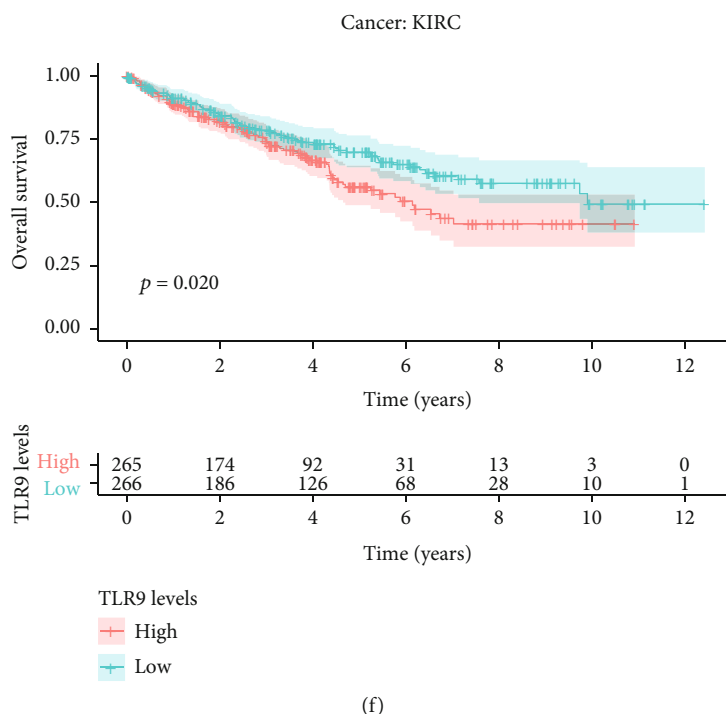 Cancer: KIRC
1.00
0.75
0.50
0.25
0.00
Overall survival
p = 0.020
0 2 4 6 8 10 12
Time (years)
TLR9 levels
High 265 174 92 31 13 3 0
Low 266 186 126 68 28 10 1
0 2 4 6 8 10 12
Time (years)
TLR9 levels
High
Low
(f)